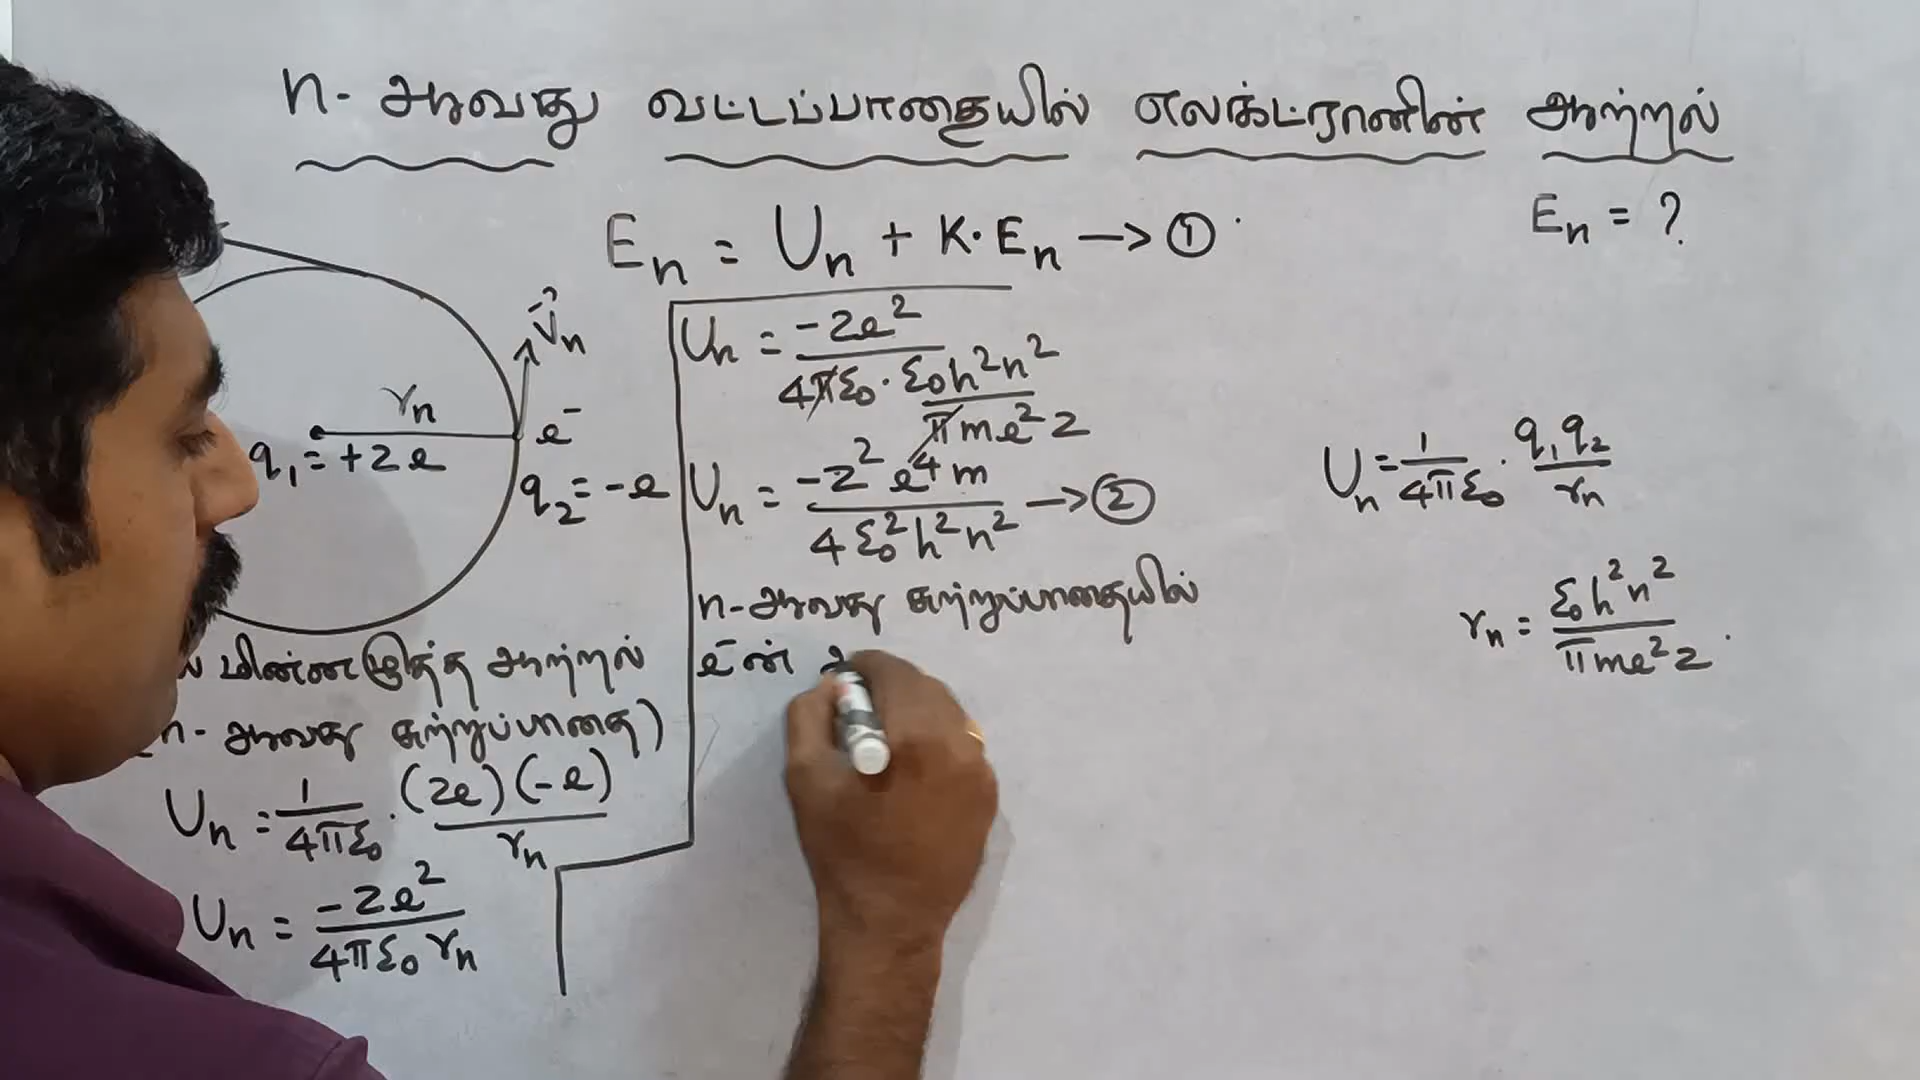 n- ஆவது வட்டப்பாதையில் எலக்ட்ரானின் ஆற்றல்
Eₙ = ?
Eₙ = Uₙ + K·Eₙ → ①
v⃗ₙ
rₙ
e⁻
q₁ = +Ze
q₂ = -e
மின்னழுத்த ஆற்றல்
n- ஆவது சுற்றுப்பாதை)
Uₙ = 1/4πε₀ · (Ze)(-e)/rₙ
Uₙ = -Ze²/4πε₀ rₙ
Uₙ = -Ze²/4πε₀ · ε₀h²n²/πme²Z
Uₙ = -Z²e⁴m/4ε₀²h²n² → ②
n-ஆவது சுற்றுப்பாதையில்
e⁻ன்
Uₙ = 1/4πε₀ · q₁q₂/rₙ
rₙ = ε₀h²n²/πme²Z